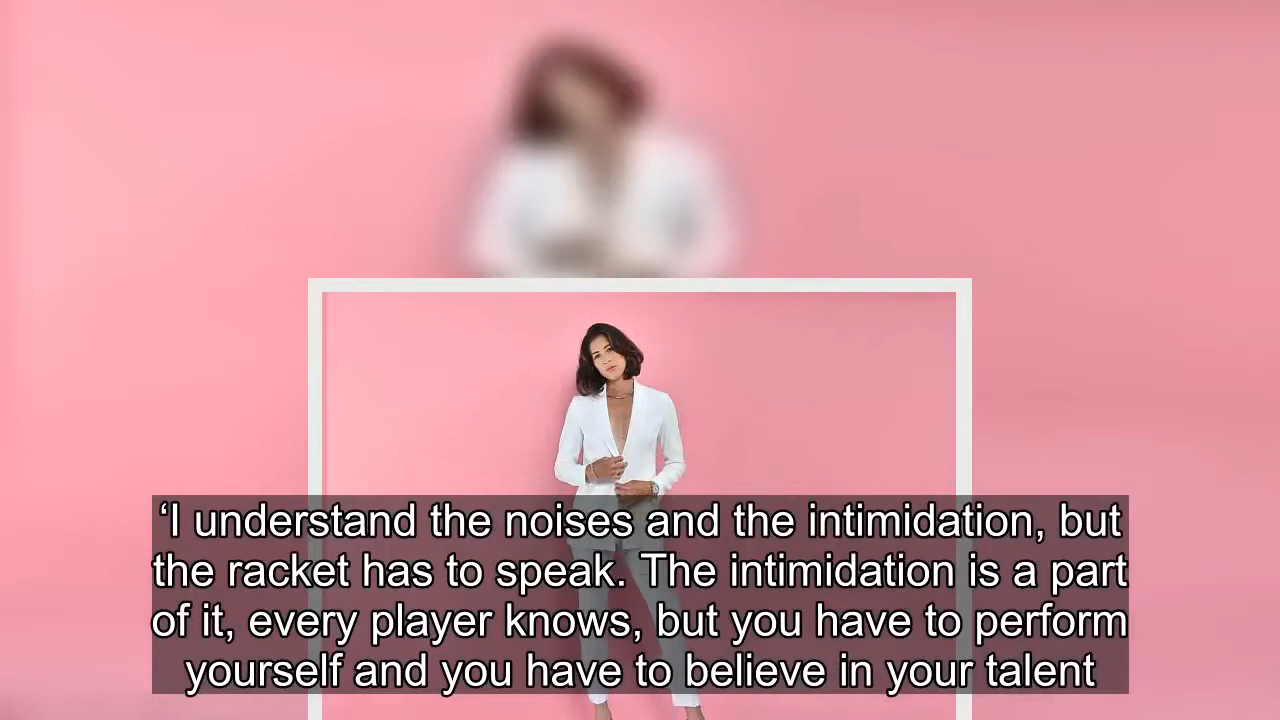 ‘I understand the noises and the intimidation, but
the racket has to speak. The intimidation is a part
of it, every player knows, but you have to perform
yourself and you have to believe in your talent